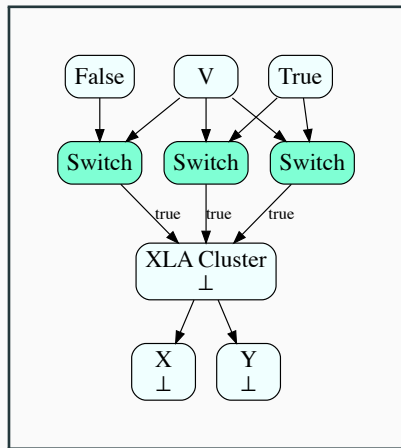 False
V
True
Switch
Switch
Switch
true
true
true
XLA Cluster
⊥
X
⊥
Y
⊥